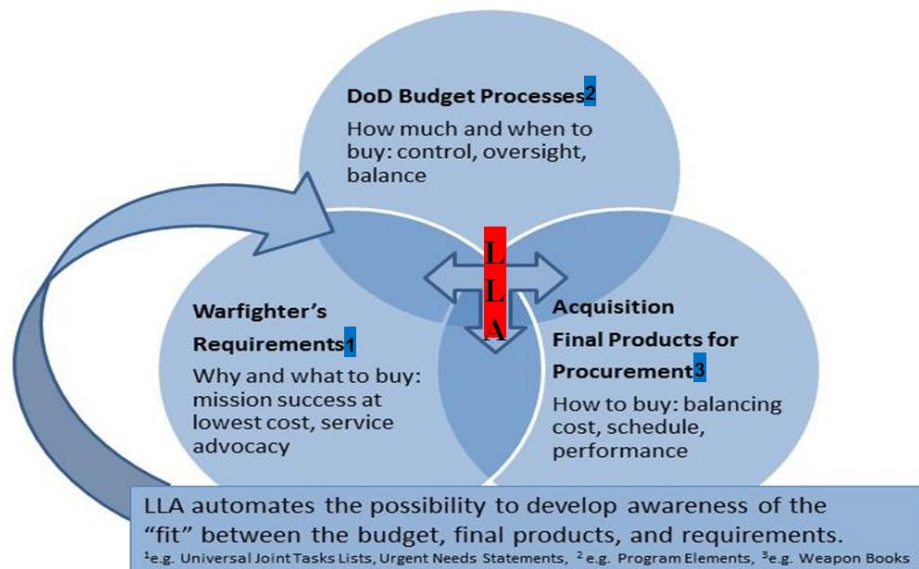 DoD Budget Processes2
How much and when to
buy: control, oversight,
balance
L
L
A
Warfighter’s
Requirements1
Why and what to buy:
mission success at
lowest cost, service
advocacy
Acquisition
Final Products for
Procurement3
How to buy: balancing
cost, schedule,
performance
LLA automates the possibility to develop awareness of the
“fit” between the budget, final products, and requirements.
¹e.g. Universal Joint Tasks Lists, Urgent Needs Statements, ² e.g. Program Elements, ³e.g. Weapon Books